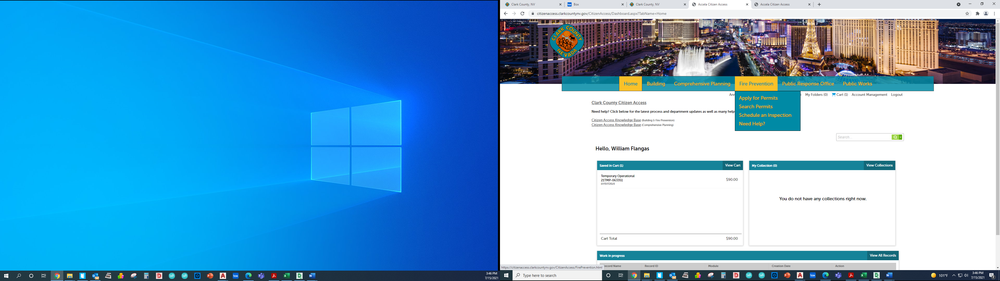 Clark County, NV
Box
Clark County, NV
Accela Citizen Access
Accela Citizen Access
citizenaccess.clarkcountynv.gov/CitizenAccess/Dashboard.aspx?TabName=Home
CLARK COUNTY
NEVADA
Home
Building
Comprehensive Planning
Fire Prevention
Public Response Office
Public Works
Ann
My Folders (0)
Cart (1)
Account Management
Logout
Apply for Permits
Search Permits
Schedule an Inspection
Need Help?
Clark County Citizen Access
Need help? Click below for the latest process and department updates as well as many help
Citizen Access Knowledge Base (Building & Fire Prevention)
Citizen Access Knowledge Base (Comprehensive Planning)
Search...
Hello, William Flangas
Saved in Cart (1)
View Cart
Temporary Operational
21TMP-063351
07/07/2021
$90.00
Cart Total
$90.00
My Collection (0)
View Collections
You do not have any collections right now.
Work in progress
View All Records
Record Name
Record ID
Module
Creation Date
Action
https://citizenaccess.clarkcountynv.gov/CitizenAccess/FirePrevention.html
3:46 PM
7/15/2021
Type here to search
101°F
3:46 PM
7/15/2021